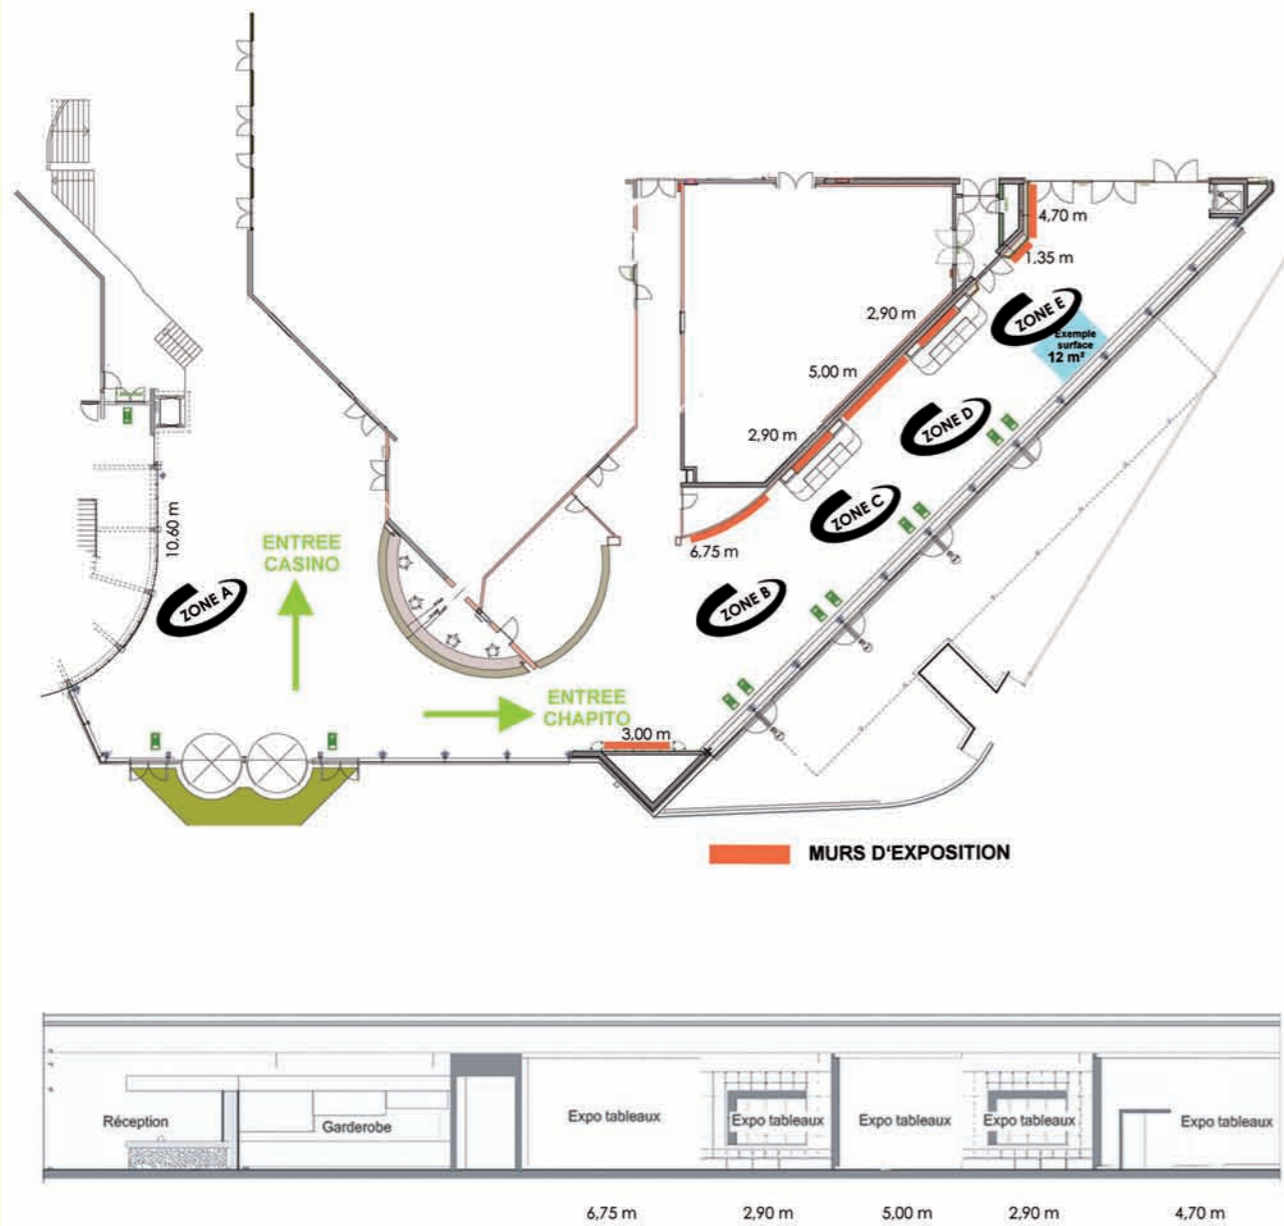 4,70 m
1,35 m
2,90 m
ZONE E
Exemple
surface
12 m²
5,00 m
ZONE D
2,90 m
ZONE C
10,60 m
6,75 m
ENTREE
CASINO
ZONE A
ZONE B
ENTREE
CHAPITO
3,00 m
MURS D'EXPOSITION
Réception
Garderobe
Expo tableaux
Expo tableaux
Expo tableaux
Expo tableaux
Expo tableaux
6,75 m
2,90 m
5,00 m
2,90 m
4,70 m